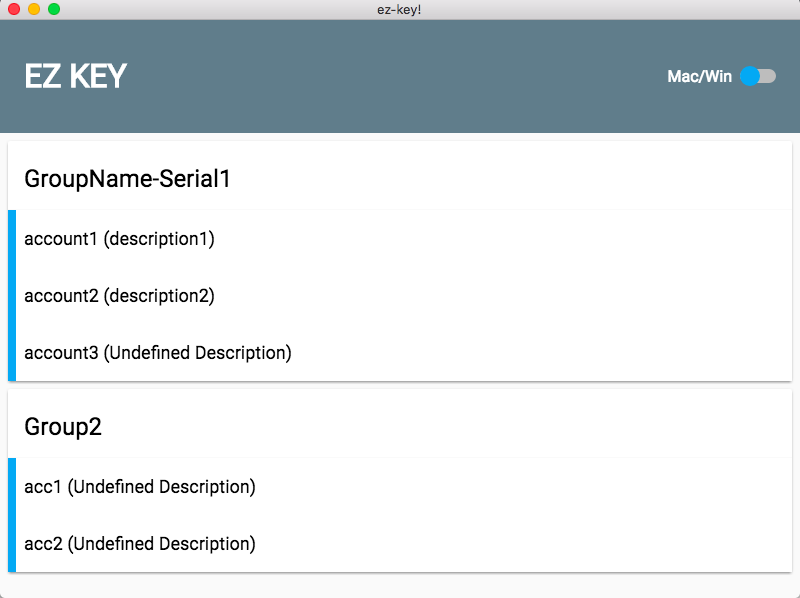 ez-key!
EZ KEY
Mac/Win
GroupName-Serial1
account1 (description1)
account2 (description2)
account3 (Undefined Description)
Group2
acc1 (Undefined Description)
acc2 (Undefined Description)